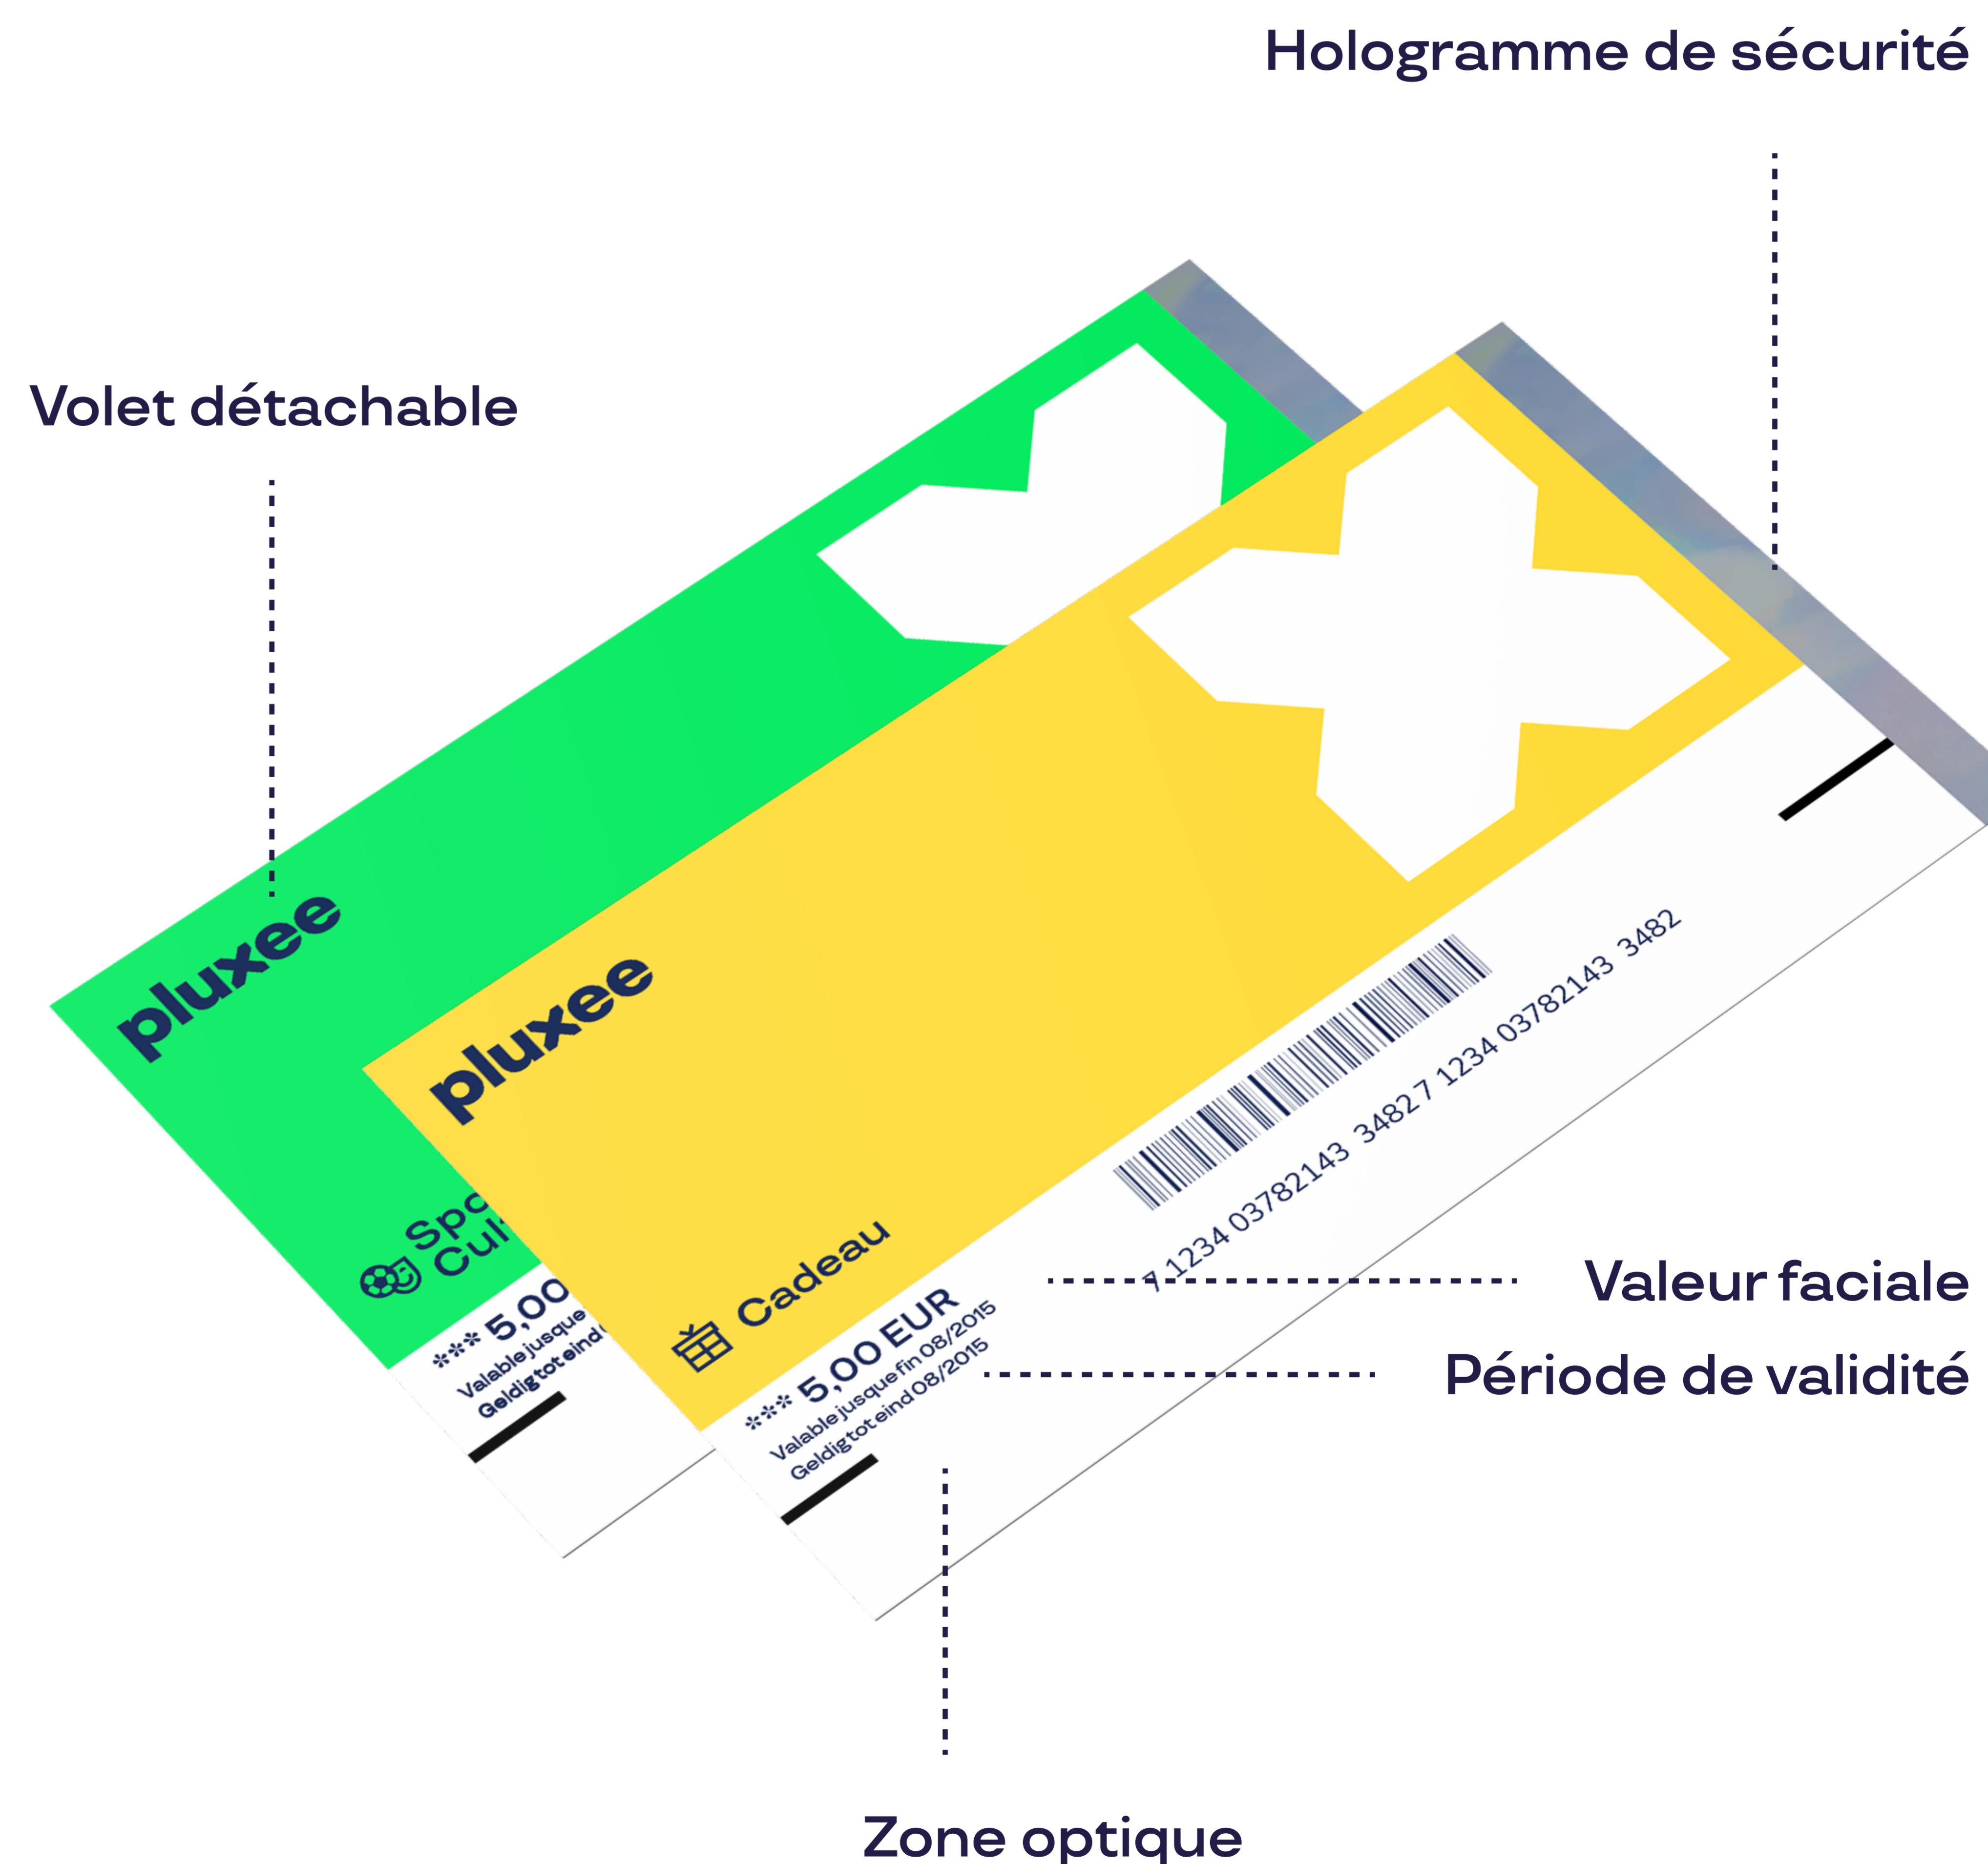 Hologramme de sécurité
Volet détachable
pluxee
*** 5,00
Valable jusque
Geldig tot eind
pluxee
Cadeau
*** 5,00 EUR
Valable jusque fin 08/2015
Geldig tot eind 08/2015
7 1234 03782143 3482 7 1234 03782143 3482
Valeur faciale
Période de validité
Zone optique